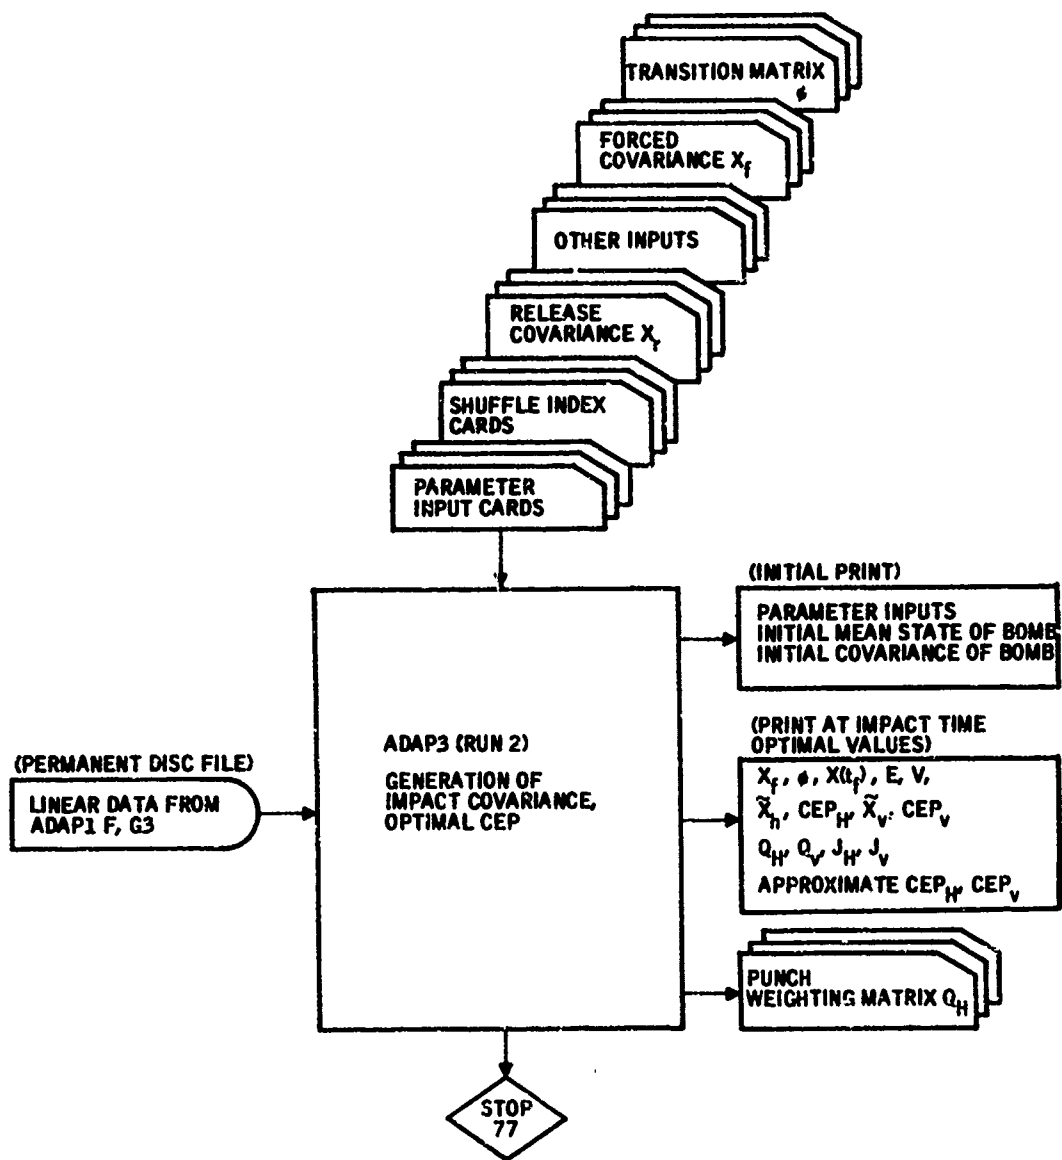 TRANSITION MATRIX
ϕ
FORCED
COVARIANCE X_f
OTHER INPUTS
RELEASE
COVARIANCE X_r
SHUFFLE INDEX
CARDS
PARAMETER
INPUT CARDS
(INITIAL PRINT)
PARAMETER INPUTS
INITIAL MEAN STATE OF BOMB
INITIAL COVARIANCE OF BOMB
(PERMANENT DISC FILE)
LINEAR DATA FROM
ADAP1 F, G3
ADAP3 (RUN 2)
GENERATION OF
IMPACT COVARIANCE,
OPTIMAL CEP
(PRINT AT IMPACT TIME
OPTIMAL VALUES)
X_f, ϕ, X(t_f), E, V,
X̃_h, CEP_H, X̃_v, CEP_v
Q_H, Q_v, J_H, J_v
APPROXIMATE CEP_H, CEP_v
PUNCH
WEIGHTING MATRIX Q_H
STOP
77